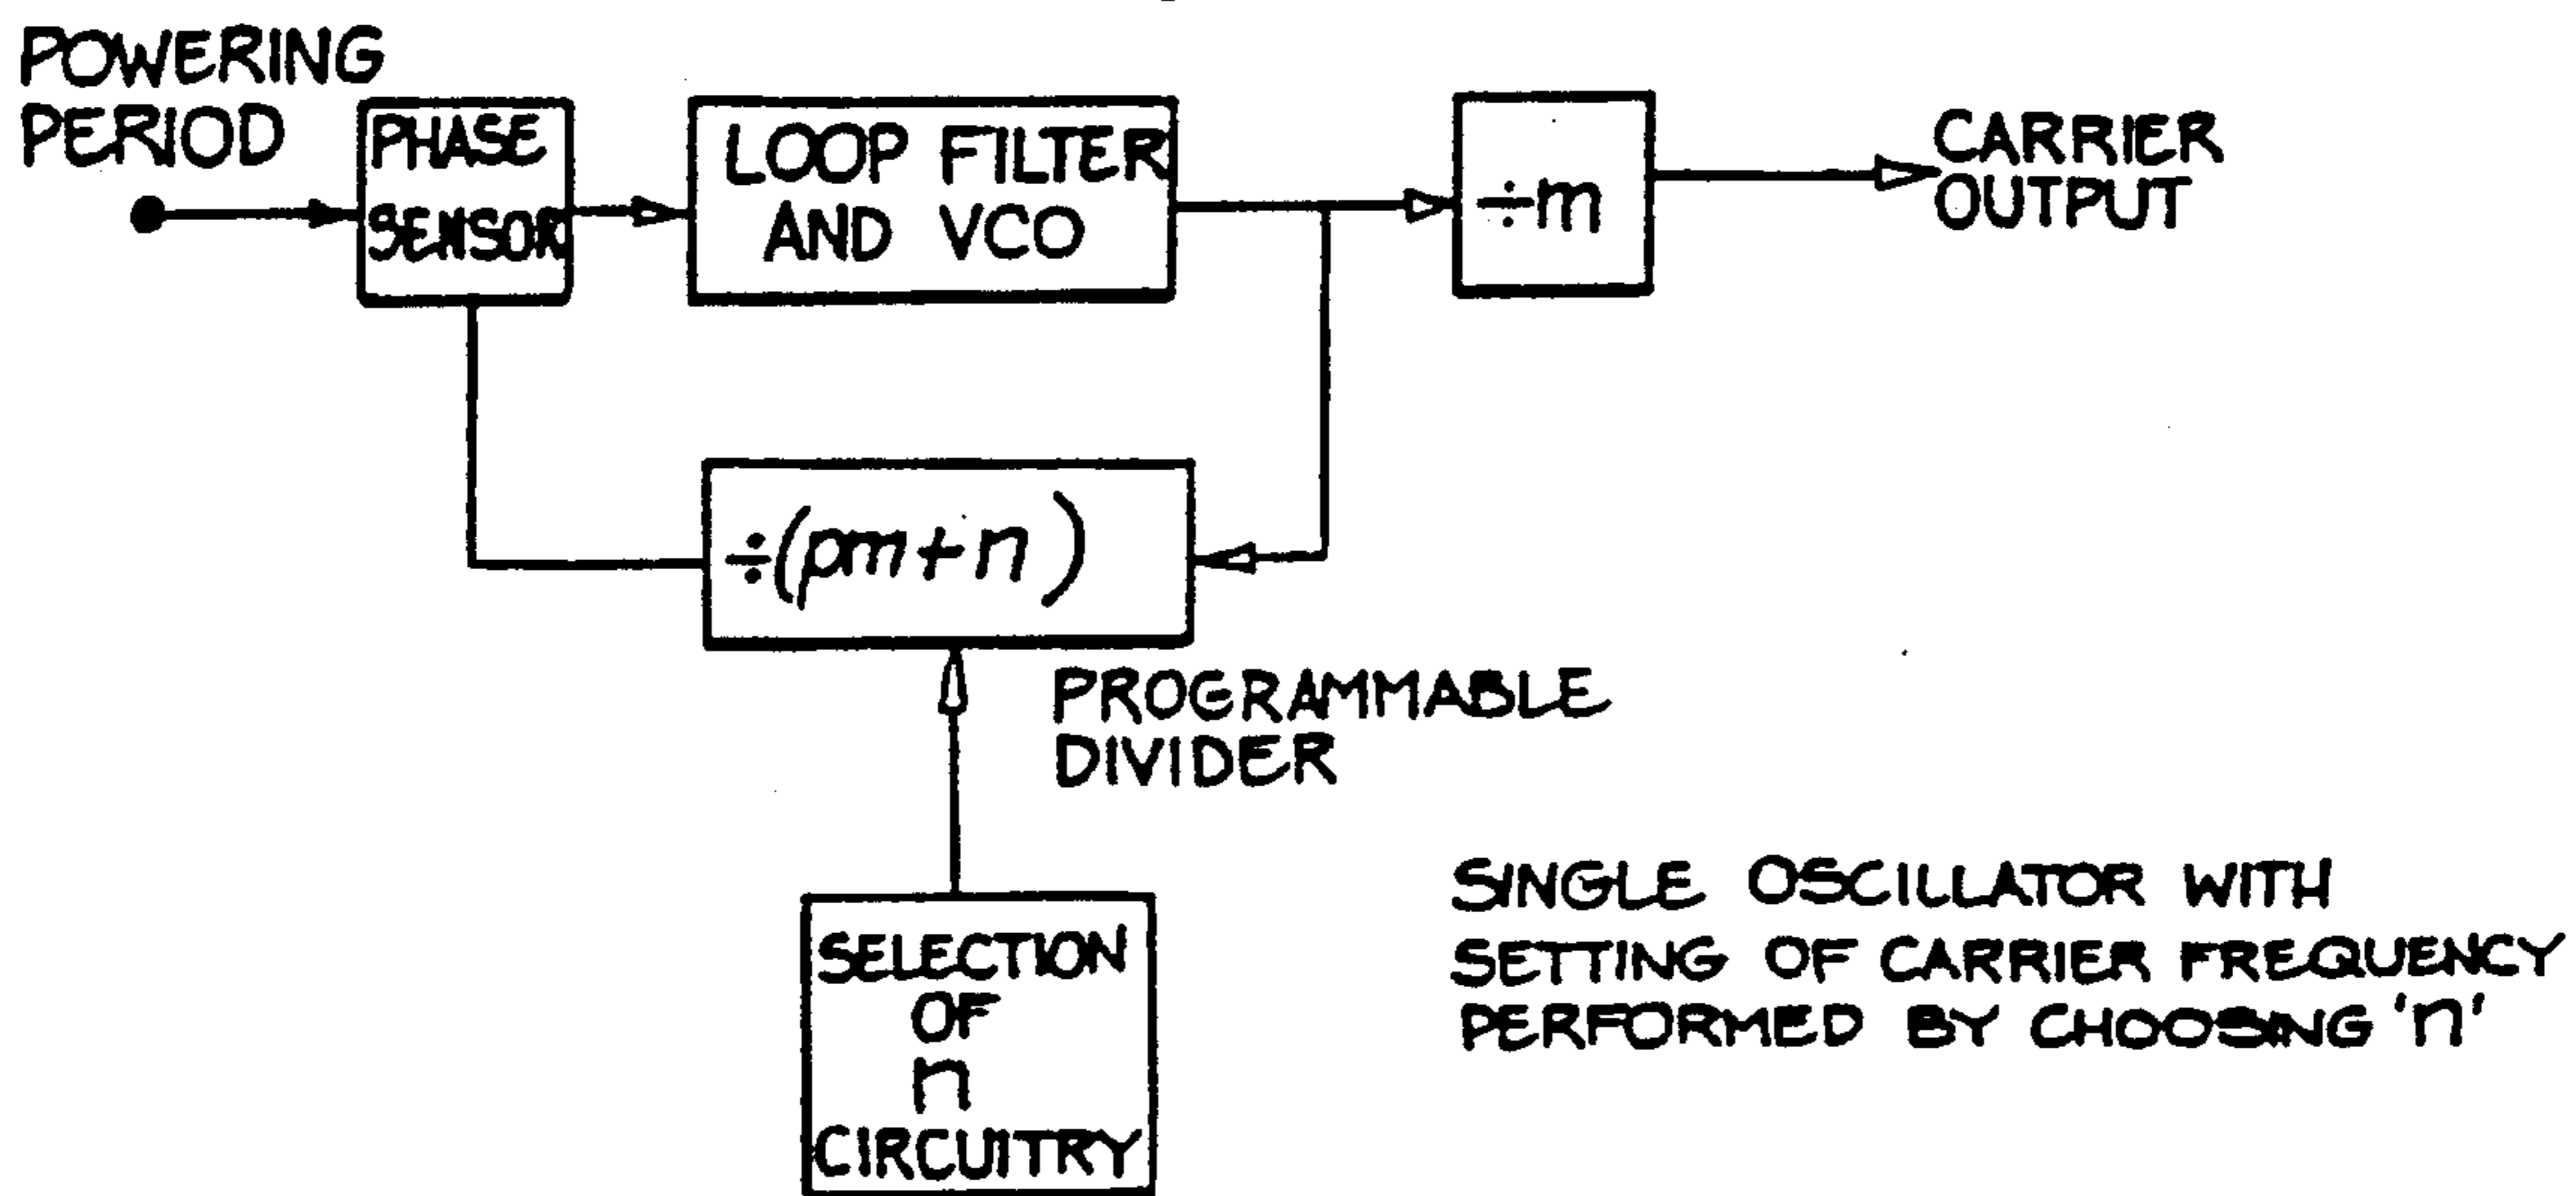 POWERING
PERIOD
PHASE
SENSOR
LOOP FILTER
AND VCO
÷m
CARRIER
OUTPUT
÷(pm+n)
PROGRAMMABLE
DIVIDER
SELECTION
OF
n
CIRCUITRY
SINGLE OSCILLATOR WITH
SETTING OF CARRIER FREQUENCY
PERFORMED BY CHOOSING 'n'